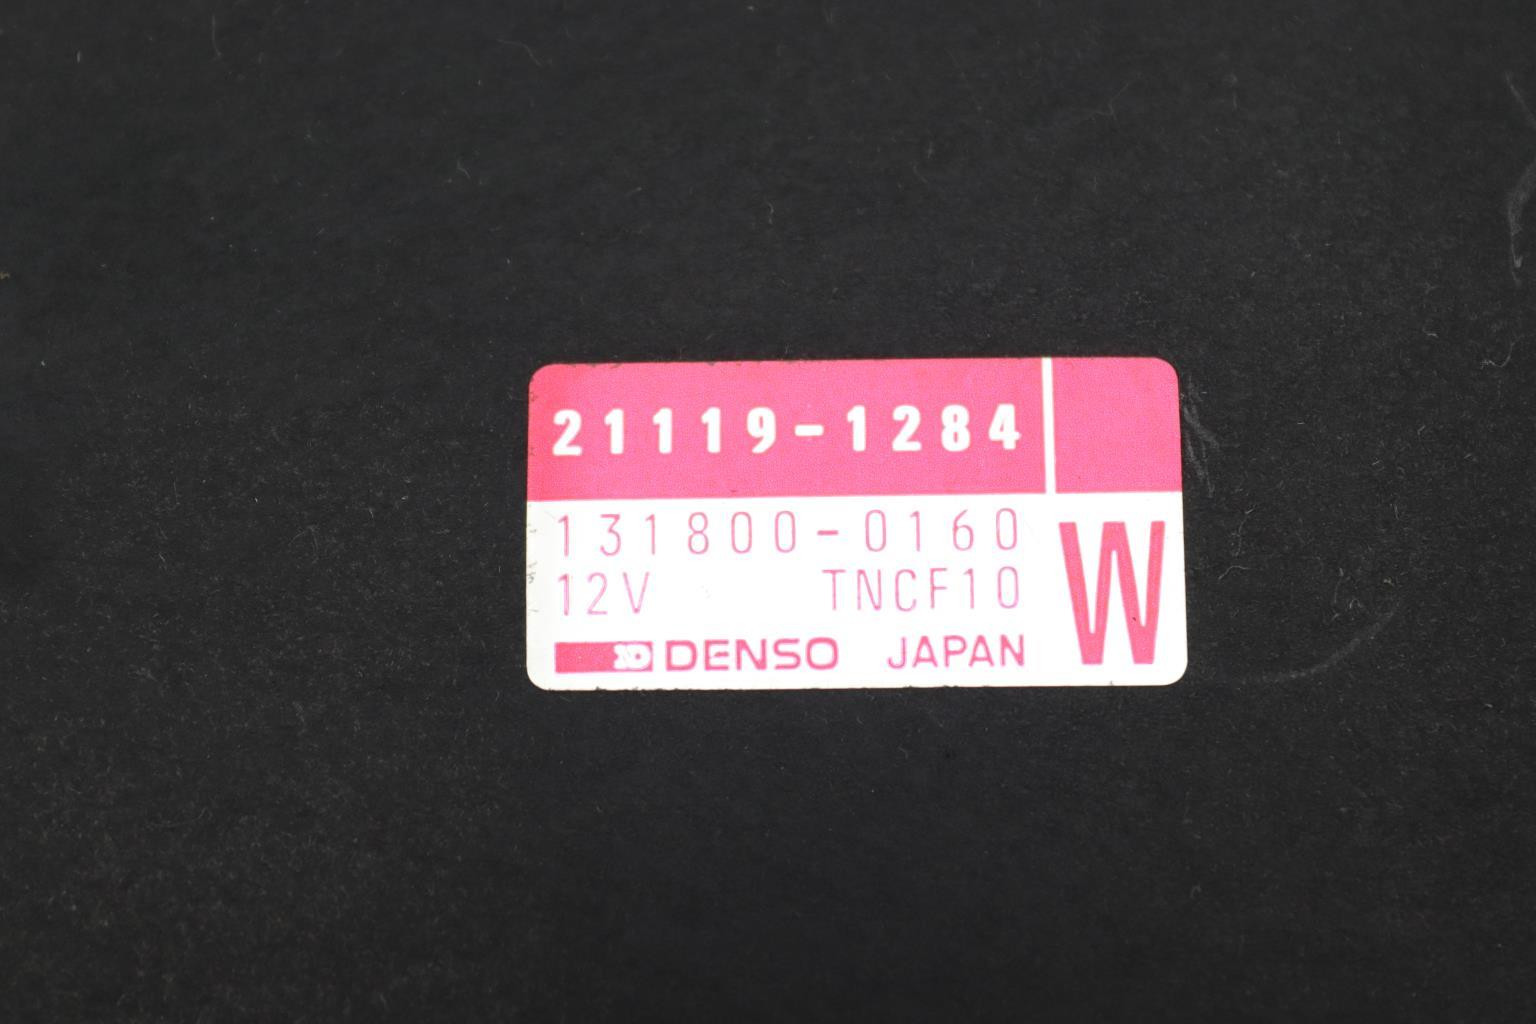 21119-1284
131800-0160
12V TNCF10
W
DENSO JAPAN